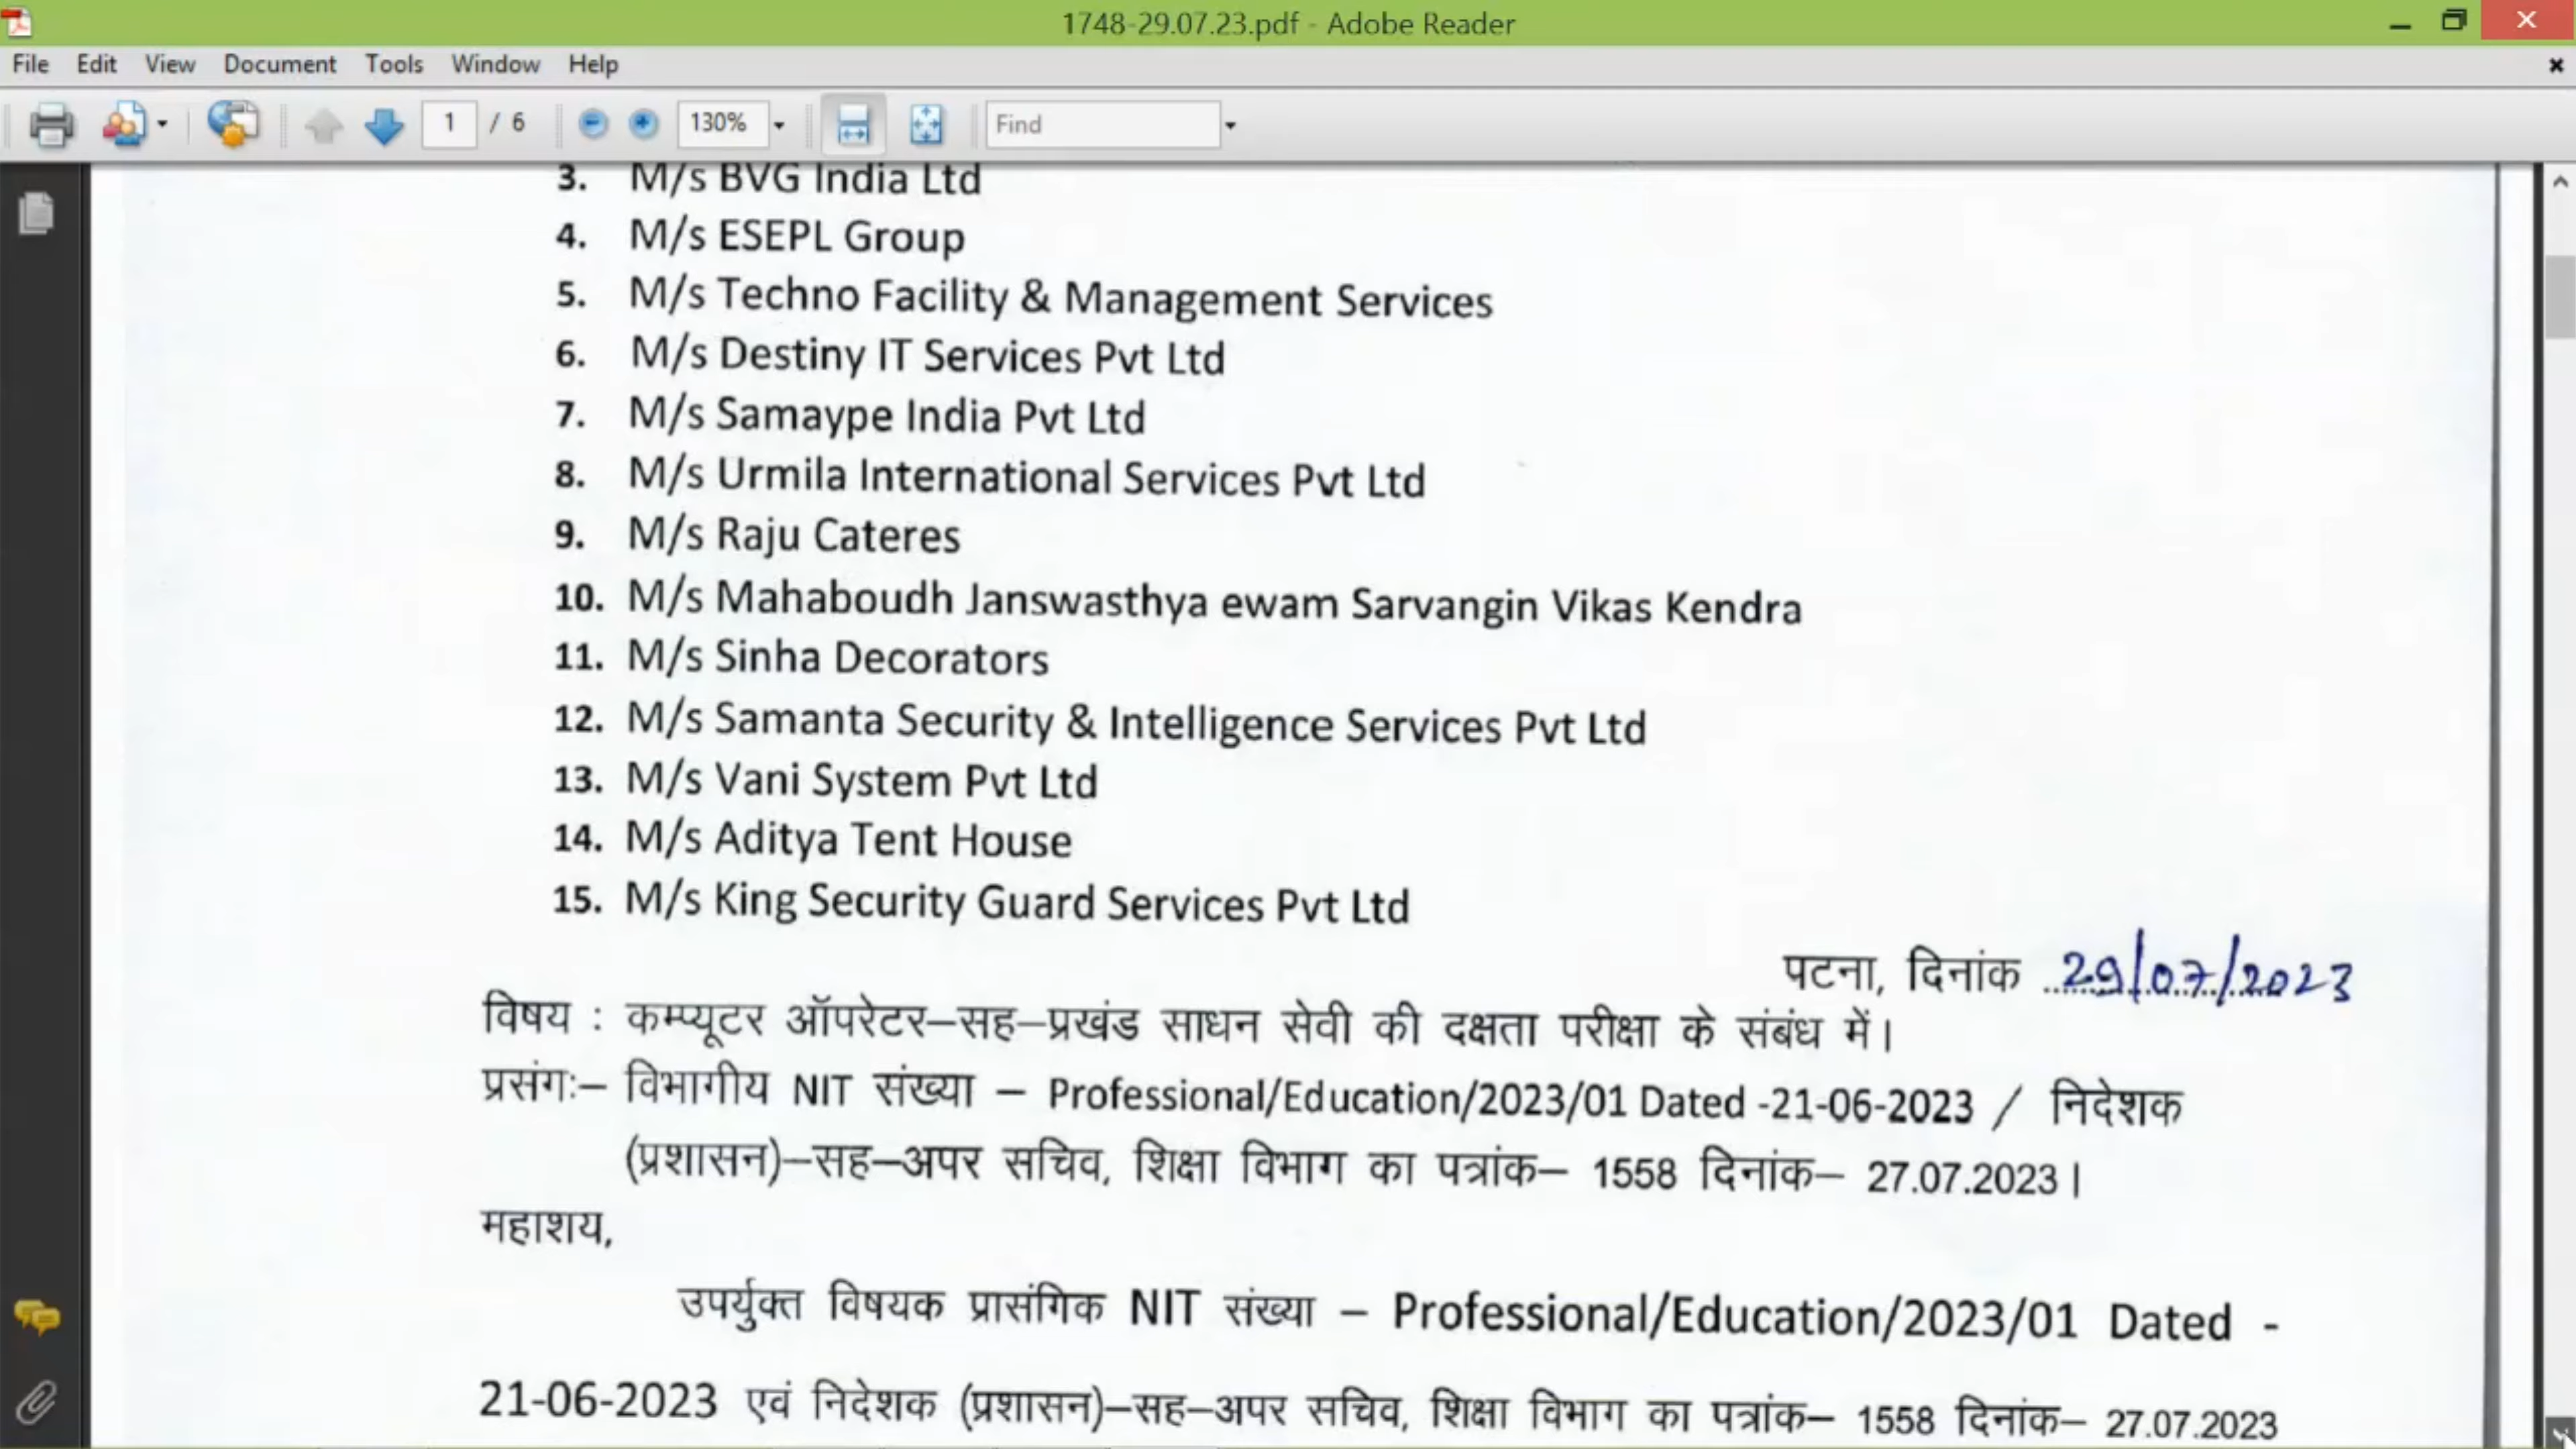 1748-29.07.23.pdf - Adobe Reader
File Edit View Document Tools Window Help
1 / 6 130% Find
3. M/s BVG India Ltd
4. M/s ESEPL Group
5. M/s Techno Facility & Management Services
6. M/s Destiny IT Services Pvt Ltd
7. M/s Samaype India Pvt Ltd
8. M/s Urmila International Services Pvt Ltd
9. M/s Raju Cateres
10. M/s Mahaboudh Janswasthya ewam Sarvangin Vikas Kendra
11. M/s Sinha Decorators
12. M/s Samanta Security & Intelligence Services Pvt Ltd
13. M/s Vani System Pvt Ltd
14. M/s Aditya Tent House
15. M/s King Security Guard Services Pvt Ltd
पटना, दिनांक 29/07/2023
विषय : कम्प्यूटर ऑपरेटर–सह–प्रखंड साधन सेवी की दक्षता परीक्षा के संबंध में।
प्रसंगः– विभागीय NIT संख्या – Professional/Education/2023/01 Dated -21-06-2023 / निदेशक
(प्रशासन)–सह–अपर सचिव, शिक्षा विभाग का पत्रांक– 1558 दिनांक– 27.07.2023।
महाशय,
उपर्युक्त विषयक प्रासंगिक NIT संख्या – Professional/Education/2023/01 Dated -
21-06-2023 एवं निदेशक (प्रशासन)–सह–अपर सचिव, शिक्षा विभाग का पत्रांक– 1558 दिनांक– 27.07.2023